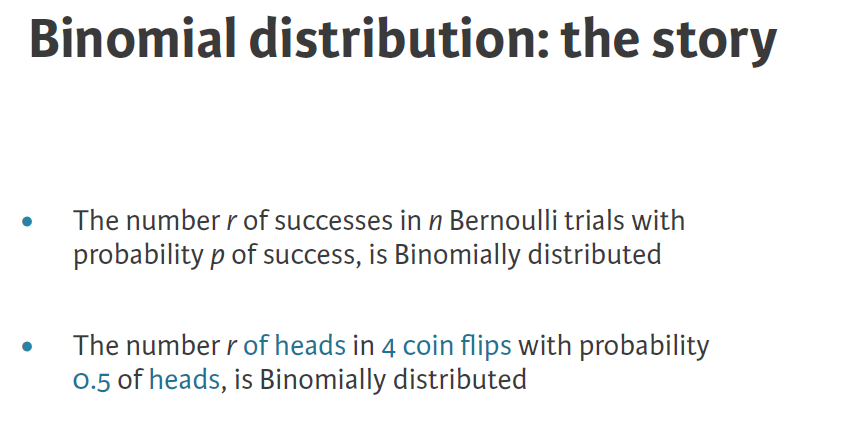 Binomial distribution: the story
• The number r of successes in n Bernoulli trials with
probability p of success, is Binomially distributed
• The number r of heads in 4 coin flips with probability
0.5 of heads, is Binomially distributed